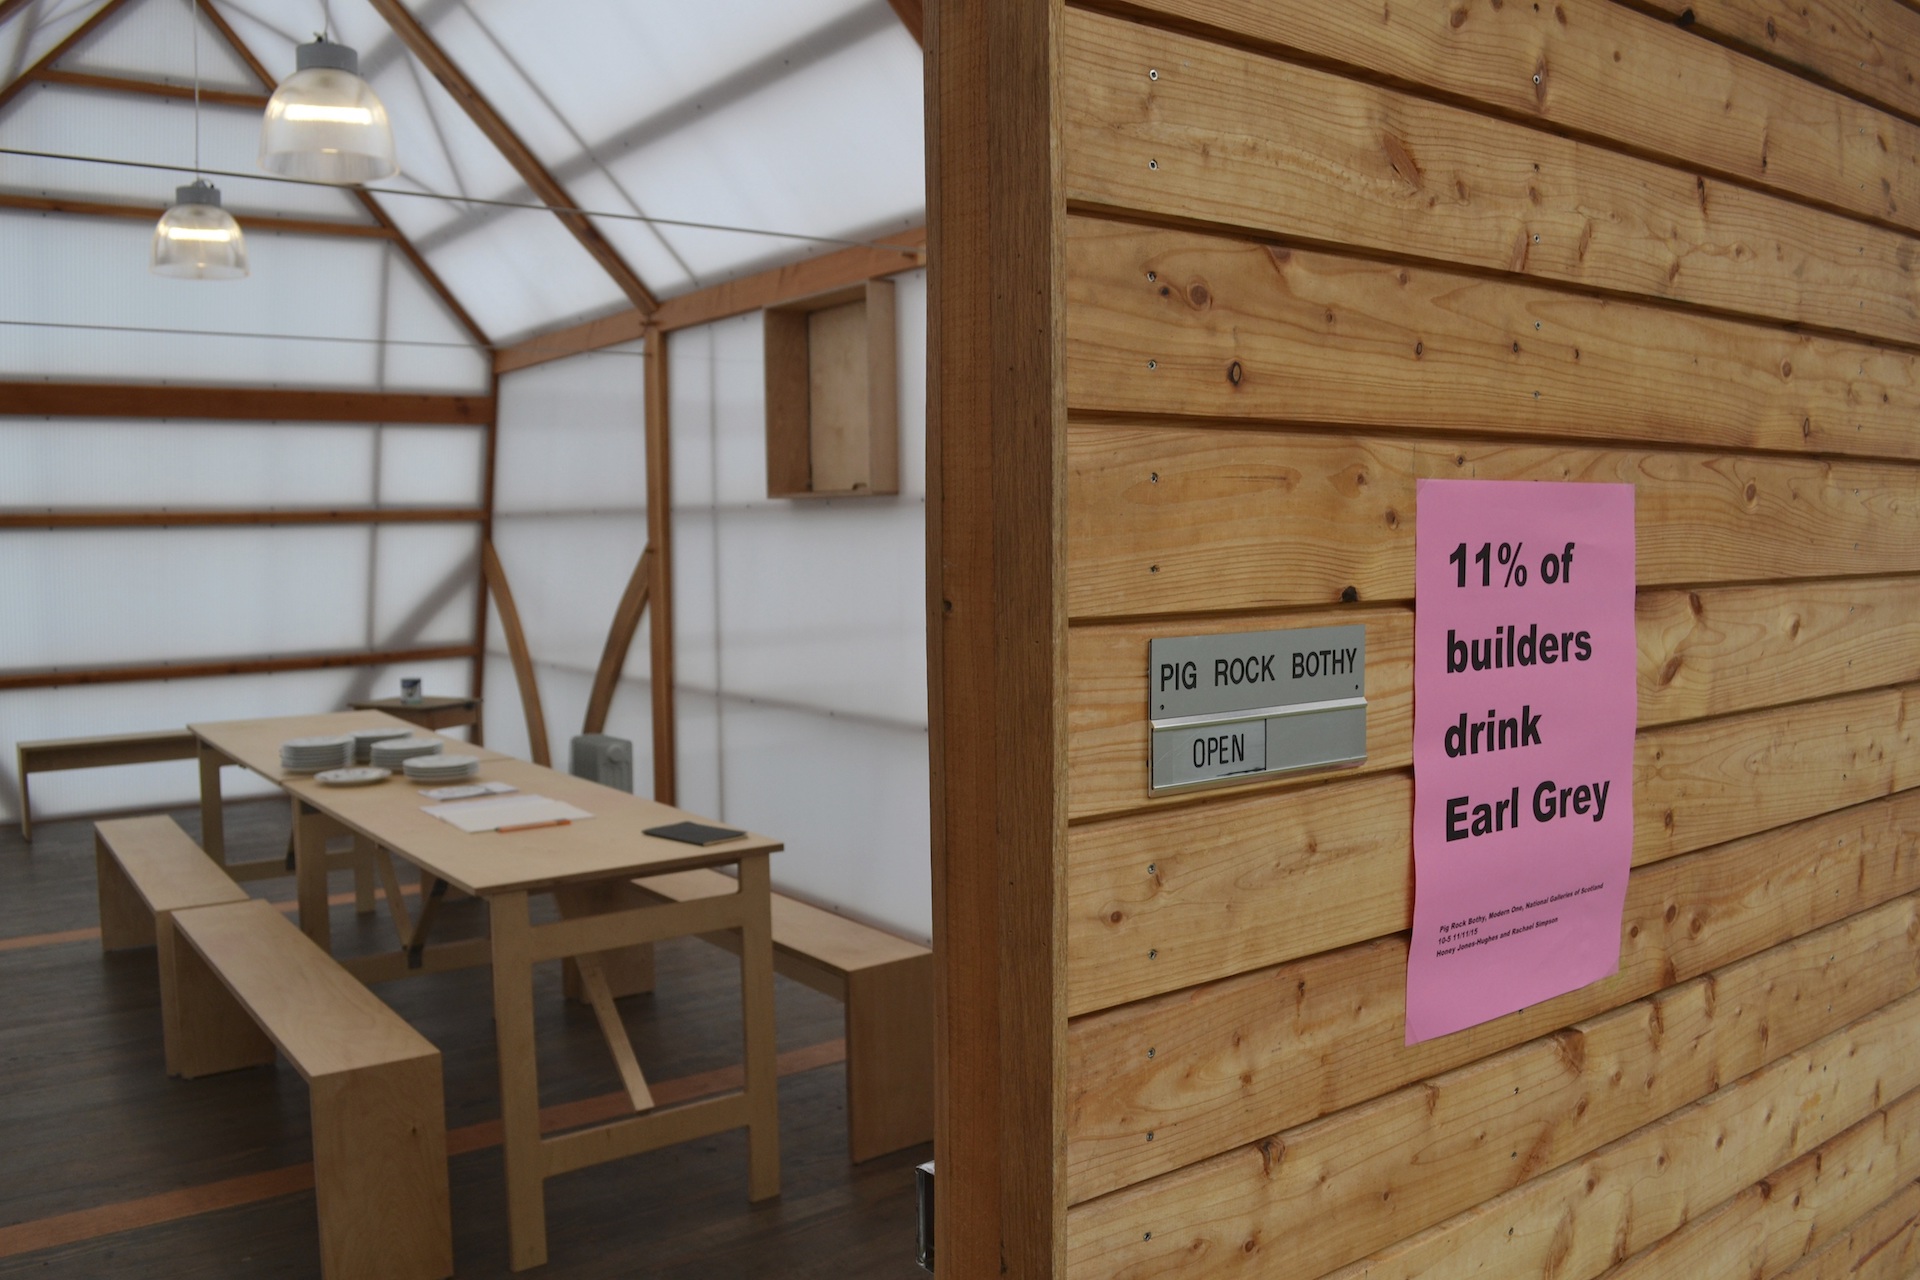 PIG ROCK BOTHY
OPEN
11% of
builders
drink
Earl Grey
Pig Rock Bothy, Modern One, National Galleries of Scotland
10-5 11/11/15
Honey Jones-Hughes and Rachael Simpson